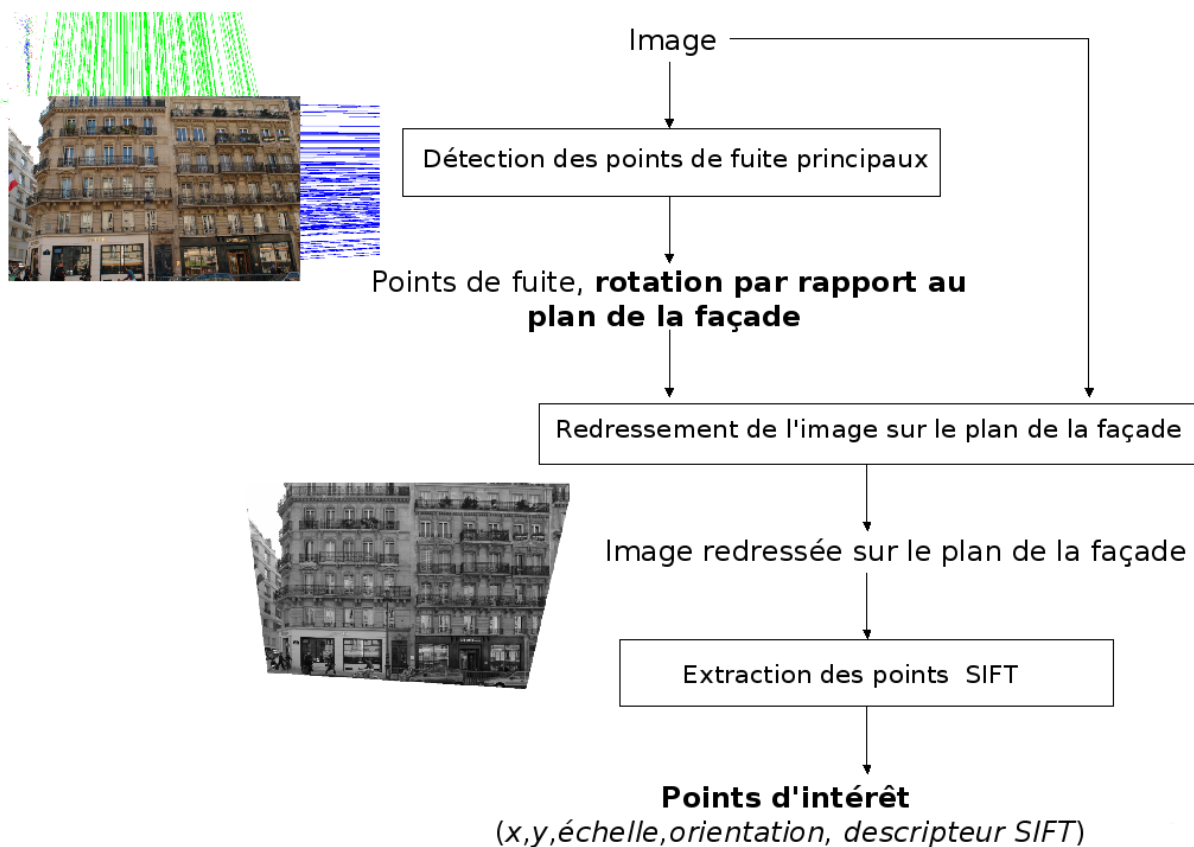 Image
Détection des points de fuite principaux
Points de fuite, rotation par rapport au
plan de la façade
Redressement de l'image sur le plan de la façade
Image redressée sur le plan de la façade
Extraction des points SIFT
Points d'intérêt
(x,y,échelle,orientation, descripteur SIFT)